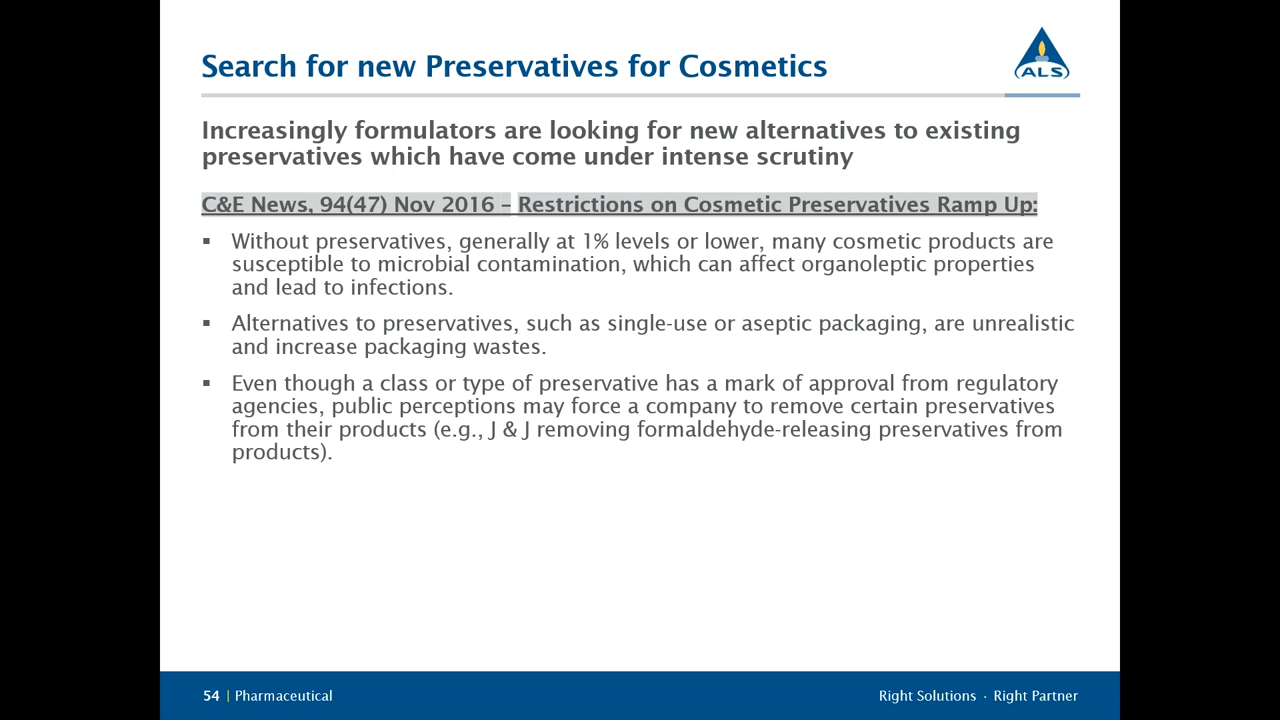 Search for new Preservatives for Cosmetics
ALS
Increasingly formulators are looking for new alternatives to existing
preservatives which have come under intense scrutiny
C&E News, 94(47) Nov 2016 – Restrictions on Cosmetic Preservatives Ramp Up:
▪ Without preservatives, generally at 1% levels or lower, many cosmetic products are
susceptible to microbial contamination, which can affect organoleptic properties
and lead to infections.
▪ Alternatives to preservatives, such as single-use or aseptic packaging, are unrealistic
and increase packaging wastes.
▪ Even though a class or type of preservative has a mark of approval from regulatory
agencies, public perceptions may force a company to remove certain preservatives
from their products (e.g., J & J removing formaldehyde-releasing preservatives from
products).
54 | Pharmaceutical
Right Solutions · Right Partner